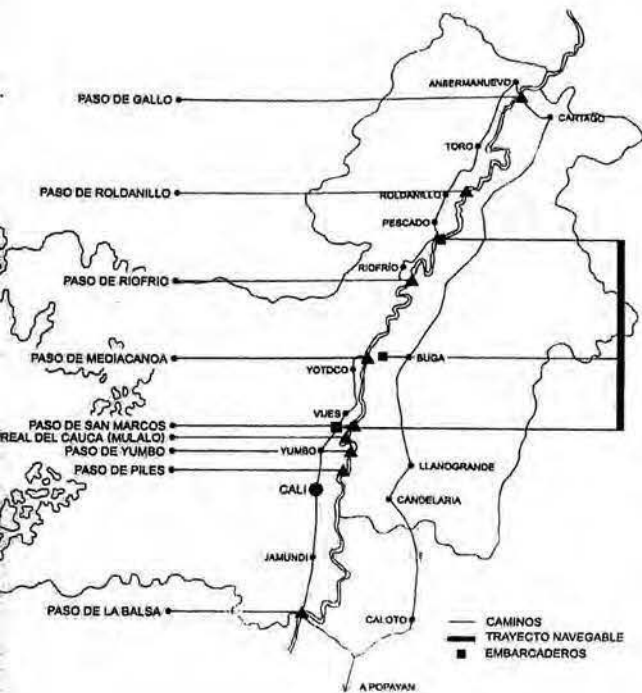 ANSERMANUEVO
PASO DE GALLO
CARTAGO
TORO
PASO DE ROLDANILLO
ROLDANILLO
PESCADO
RIOFRÍO
PASO DE RIOFRIO
PASO DE MEDIACANOA
BUGA
YOTOCO
VIJES
PASO DE SAN MARCOS
REAL DEL CAUCA (MULALO)
PASO DE YUMBO
YUMBO
PASO DE PILES
LLANOGRANDE
CALI
CANDELARIA
JAMUNDI
PASO DE LA BALSA
CALOTO
CAMINOS
TRAYECTO NAVEGABLE
EMBARCADEROS
A POPAYAN